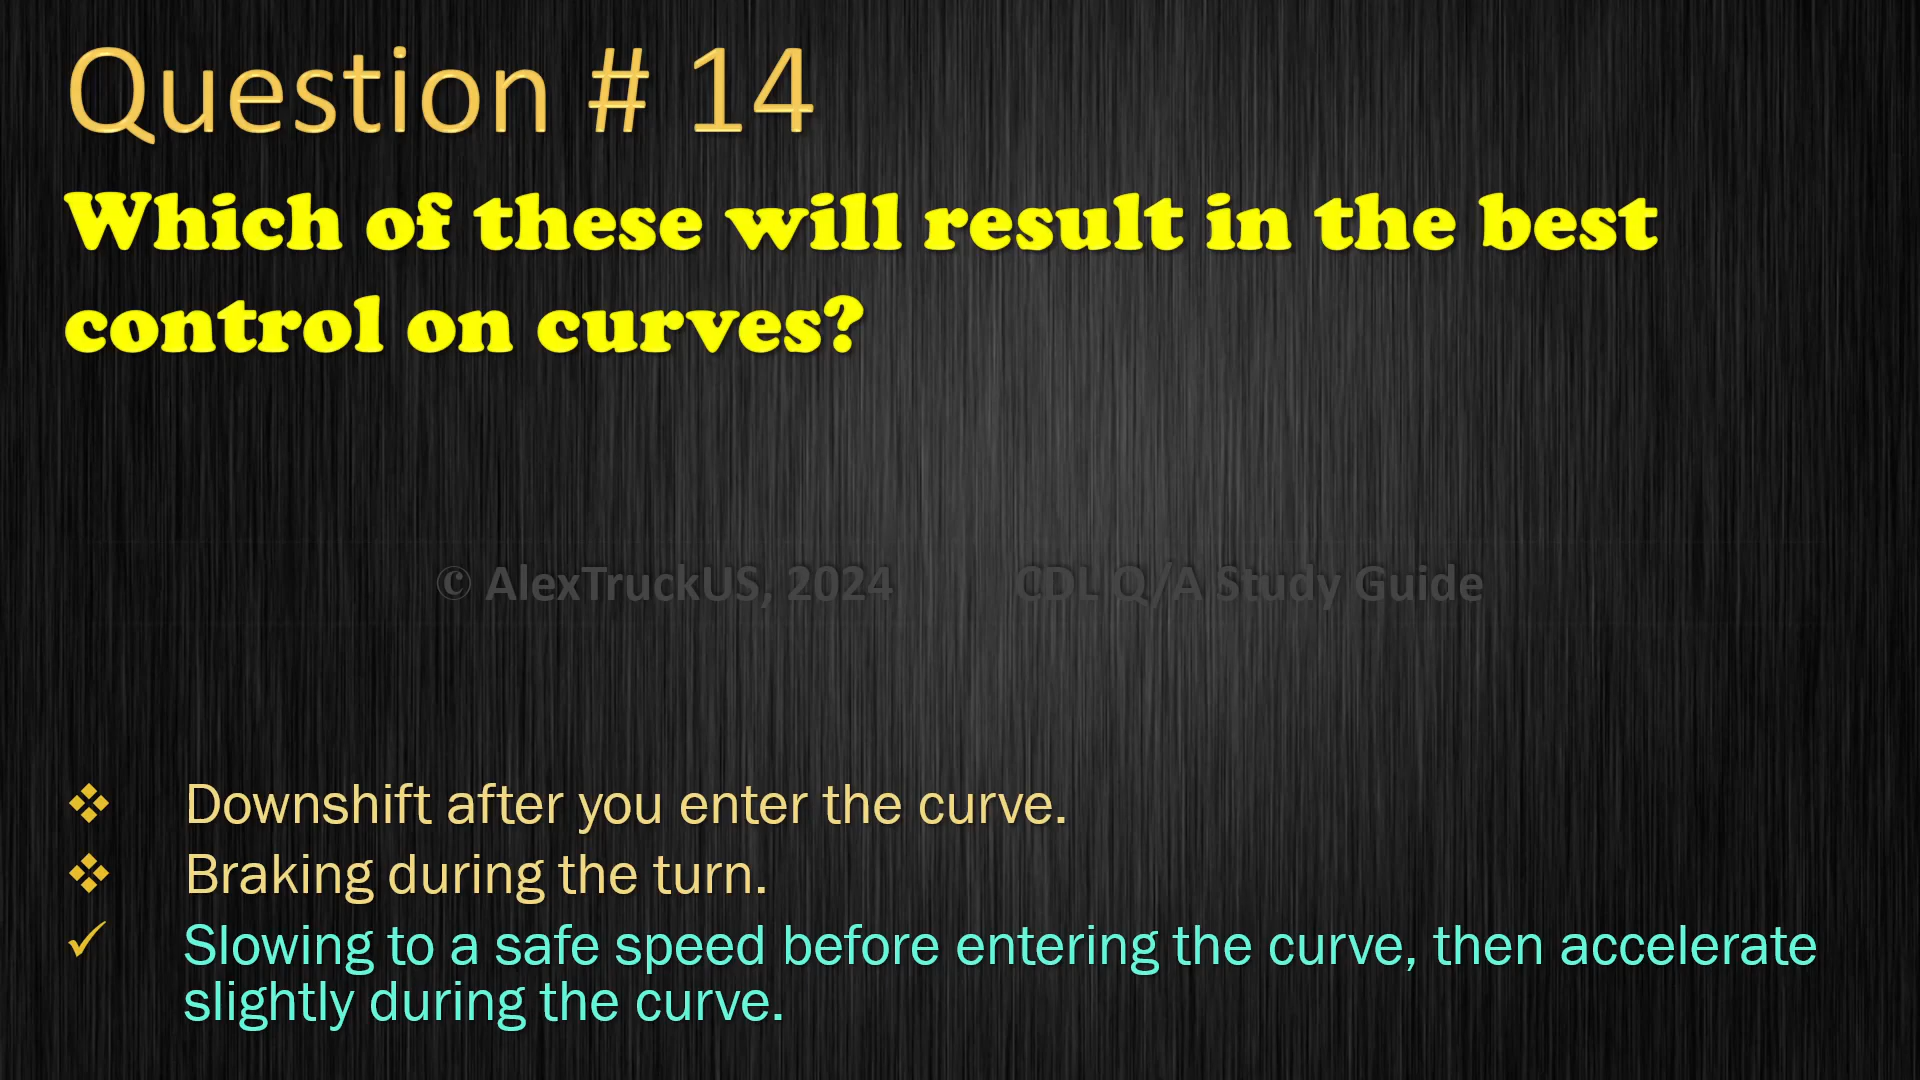 Question # 14
Which of these will result in the best
control on curves?
© AlexTruckUS, 2024 CDL Q/A Study Guide
❖ Downshift after you enter the curve.
❖ Braking during the turn.
✓ Slowing to a safe speed before entering the curve, then accelerate
slightly during the curve.